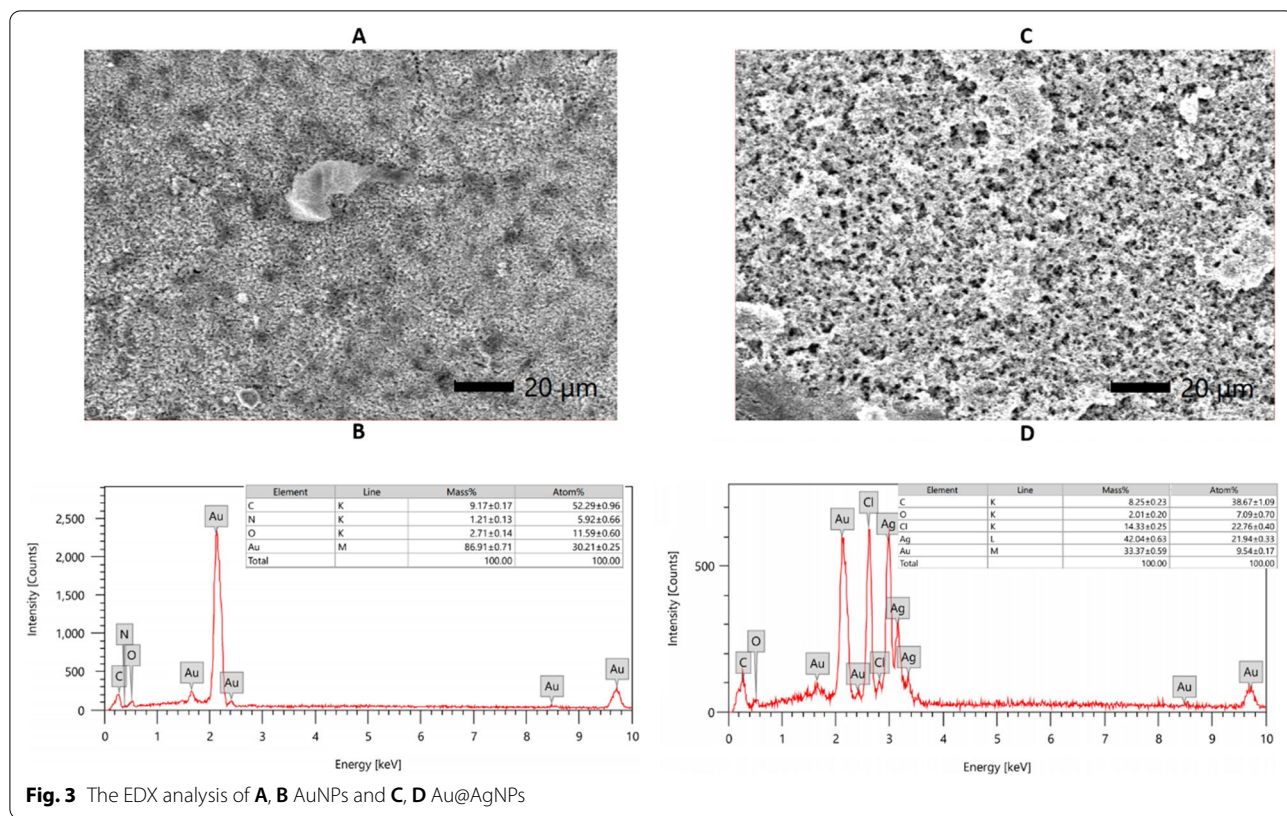 A
C
20 µm
20 µm
B
D
Element Line Mass% Atom%
C K 9.17±0.17 52.29±0.96
N K 1.21±0.13 5.92±0.66
O K 2.71±0.14 11.59±0.60
Au M 86.91±0.71 30.21±0.25
Total 100.00 100.00
Intensity [Counts]
2,500
2,000
1,500
1,000
500
0
C
N
O
Au
Au
Au
Au
Au
0 1 2 3 4 5 6 7 8 9 10
Energy [keV]
Element Line Mass% Atom%
C K 8.25±0.23 38.67±1.09
O K 2.01±0.20 7.09±0.70
Cl K 14.33±0.25 22.76±0.40
Ag L 42.04±0.63 21.94±0.33
Au M 33.37±0.59 9.54±0.17
Total 100.00 100.00
Intensity [Counts]
500
0
C
O
Au
Au
Au
Cl
Cl
Ag
Ag
Ag
Au
Au
0 1 2 3 4 5 6 7 8 9 10
Energy [keV]
Fig. 3 The EDX analysis of A, B AuNPs and C, D Au@AgNPs